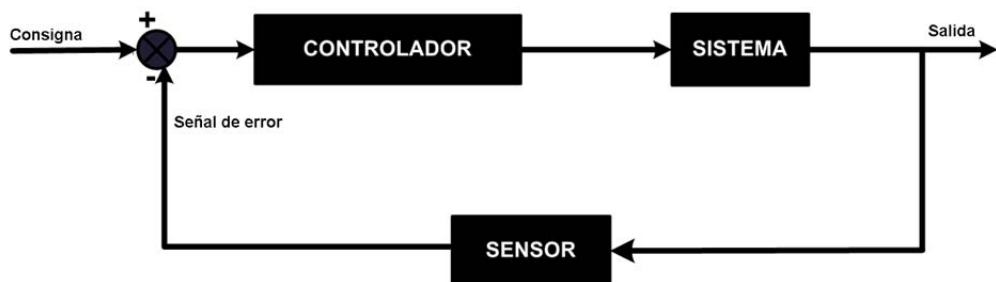 +
Consigna
CONTROLADOR
SISTEMA
Salida
-
Señal de error
SENSOR